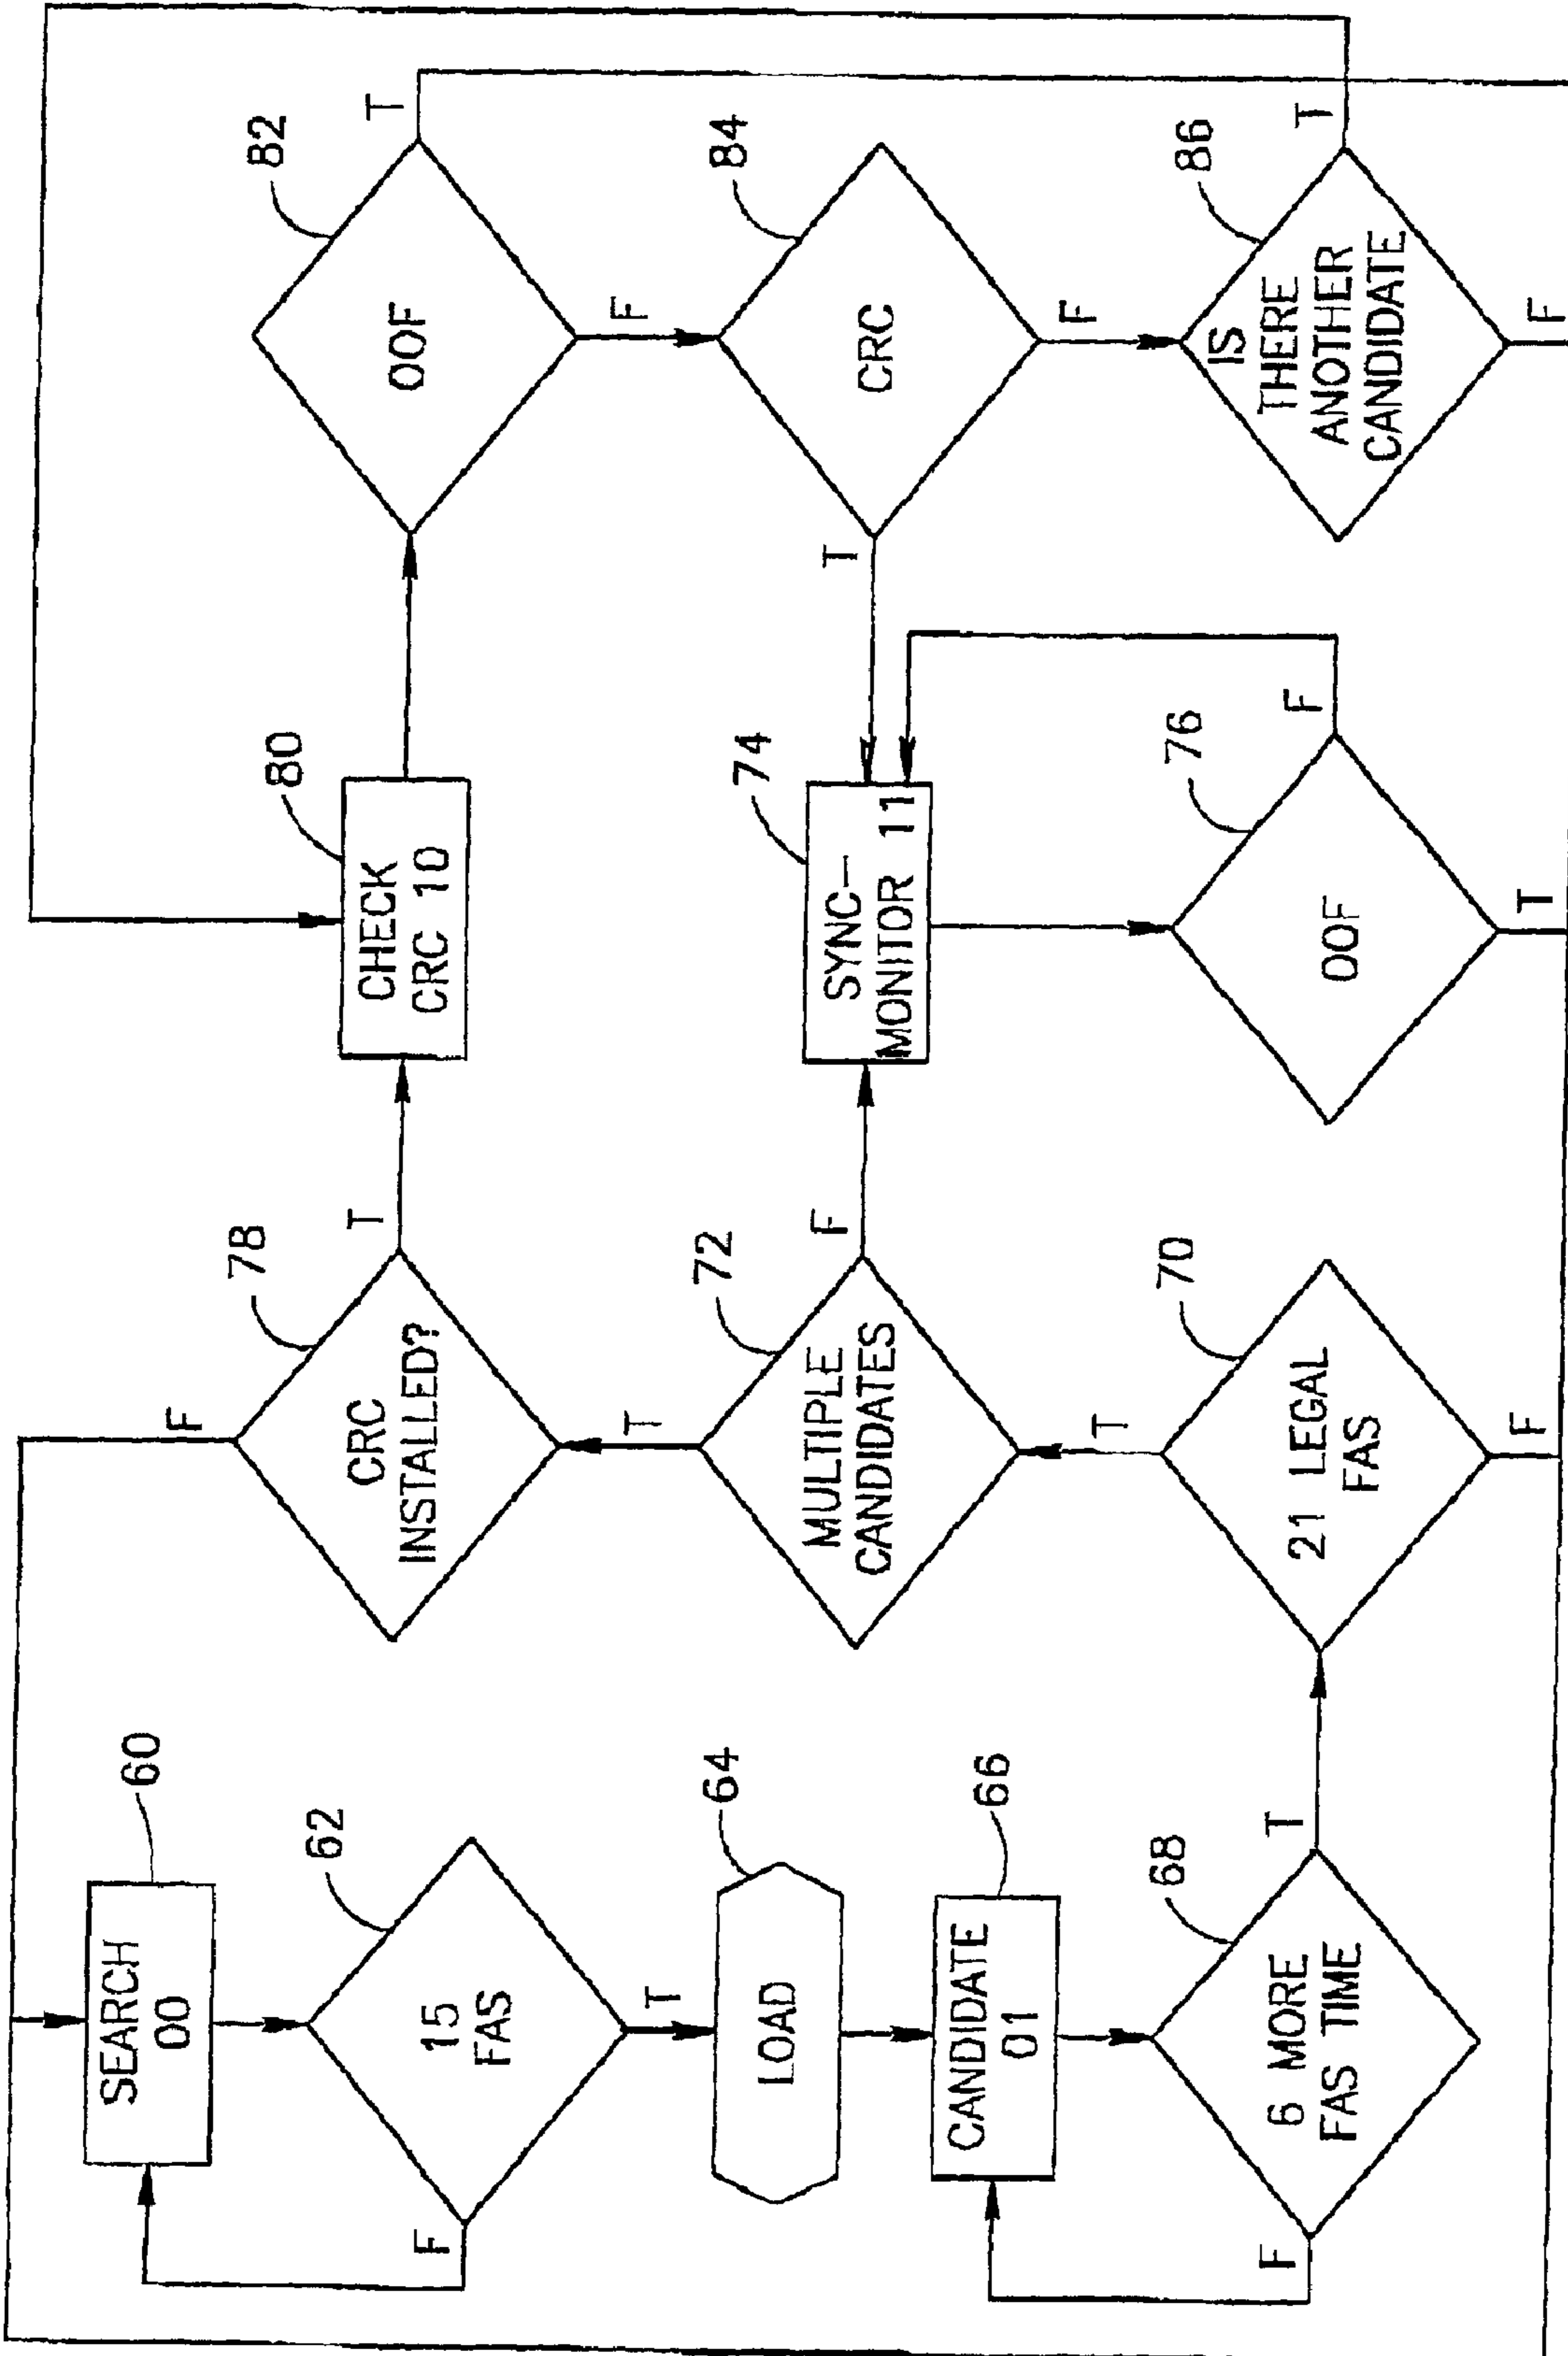 SEARCH
00
60
15
FAS
62
F
T
LOAD
64
CANDIDATE
01
66
6 MORE
FAS TIME
68
F
T
21 LEGAL
FAS
70
T
F
MULTIPLE
CANDIDATES
72
T
F
CRC
INSTALLED?
78
F
T
SYNC-
MONITOR 11
74
OOF
76
F
T
CHECK
CRC 10
80
OOF
82
T
F
CRC
84
T
F
IS
THERE
ANOTHER
CANDIDATE
86
T
F